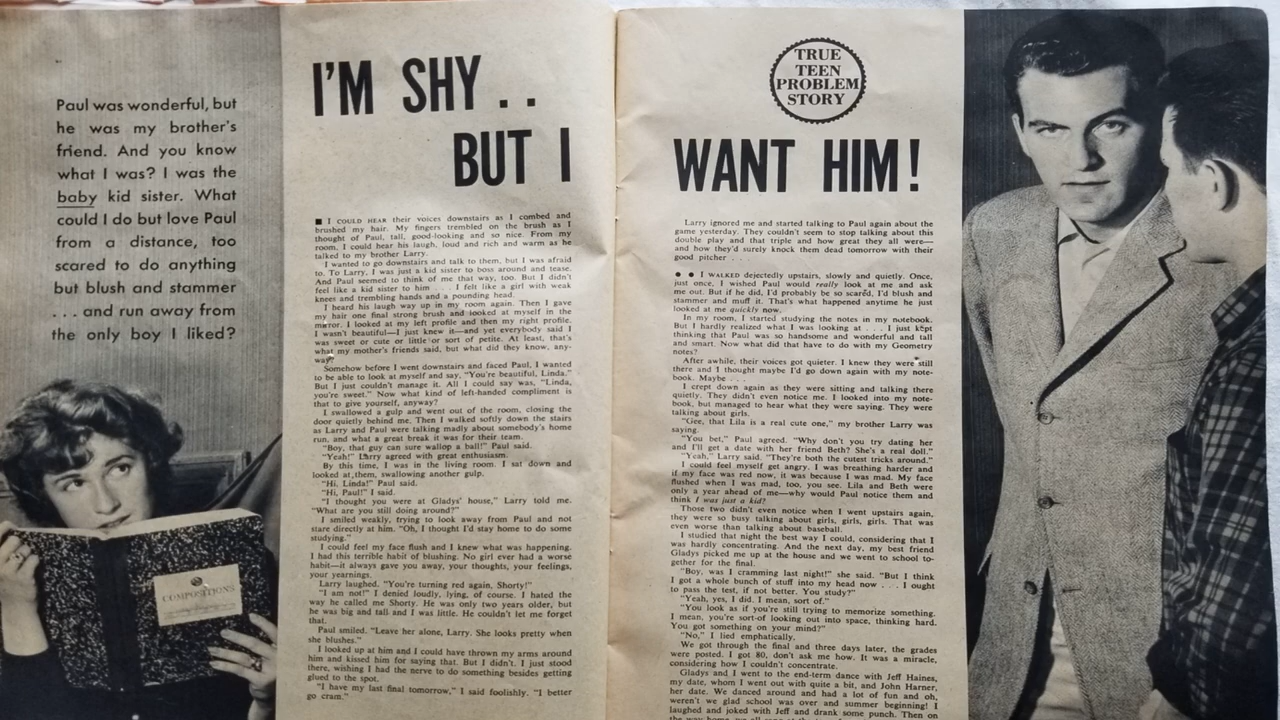 Paul was wonderful, but
he was my brother's
friend. And you know
what I was? I was the
baby kid sister. What
could I do but love Paul
from a distance, too
scared to do anything
but blush and stammer
. . . and run away from
the only boy I liked?
COMPOSITIONS
I'M SHY . .
BUT I
■ I COULD HEAR their voices downstairs as I combed and
brushed my hair. My fingers trembled on the brush as I
thought of Paul, tall, good-looking and so nice. From my
room, I could hear his laugh, loud and rich and warm as he
talked to my brother Larry.
I wanted to go downstairs and talk to them, but I was afraid
to. To Larry, I was just a kid sister to boss around and tease.
And Paul seemed to think of me that way, too. But I didn't
feel like a kid sister to him . . . I felt like a girl with weak
knees and trembling hands and a pounding head.
I heard his laugh way up in my room again. Then I gave
my hair one final strong brush and looked at myself in the
mirror. I looked at my left profile and then my right profile.
I wasn't beautiful—I just knew it—and yet everybody said I
was sweet or cute or little or sort of petite. At least, that's
what my mother's friends said, but what did they know, any-
way?
Somehow before I went downstairs and faced Paul, I wanted
to be able to look at myself and say, "You're beautiful, Linda."
But I just couldn't manage it. All I could say was, "Linda,
you're sweet." Now what kind of left-handed compliment is
that to give yourself, anyway?
I swallowed a gulp and went out of the room, closing the
door quietly behind me. Then I walked softly down the stairs
as Larry and Paul were talking madly about somebody's home
run, and what a great break it was for their team.
"Boy, that guy can sure wallop a ball!" Paul said.
"Yeah!" Larry agreed with great enthusiasm.
By this time, I was in the living room. I sat down and
looked at them, swallowing another gulp.
"Hi, Linda!" Paul said.
"Hi, Paul!" I said.
"I thought you were at Gladys' house," Larry told me.
"What are you still doing around?"
I smiled weakly, trying to look away from Paul and not
stare directly at him. "Oh, I thought I'd stay home to do some
studying."
I could feel my face flush and I knew what was happening.
I had this terrible habit of blushing. No girl ever had a worse
habit—it always gave you away, your thoughts, your feelings,
your yearnings.
Larry laughed. "You're turning red again, Shorty!"
"I am not!" I denied loudly, lying, of course. I hated the
way he called me Shorty. He was only two years older, but
he was big and tall and I was little. He couldn't let me forget
that.
Paul smiled. "Leave her alone, Larry. She looks pretty when
she blushes."
I looked up at him and I could have thrown my arms around
him and kissed him for saying that. But I didn't. I just stood
there, wishing I had the nerve to do something besides getting
glued to the spot.
"I have my last final tomorrow," I said foolishly. "I better
go cram."
TRUE
TEEN
PROBLEM
STORY
WANT HIM!
Larry ignored me and started talking to Paul again about the
game yesterday. They couldn't seem to stop talking about this
double play and that triple and how great they all were—
and how they'd surely knock them dead tomorrow with their
good pitcher . . .
● ● I WALKED dejectedly upstairs, slowly and quietly. Once,
just once, I wished Paul would really look at me and ask
me out. But if he did, I'd probably be so scared, I'd blush and
stammer and muff it. That's what happened anytime he just
looked at me quickly now.
In my room, I started studying the notes in my notebook.
But I hardly realized what I was looking at . . . I just kept
thinking that Paul was so handsome and wonderful and tall
and smart. Now what did that have to do with my Geometry
notes?
After awhile, their voices got quieter. I knew they were still
there and I thought maybe I'd go down again with my note-
book. Maybe . . .
I crept down again as they were sitting and talking there
quietly. They didn't even notice me. I looked into my note-
book, but managed to hear what they were saying. They were
talking about girls.
"Gee, that Lila is a real cute one," my brother Larry was
saying.
"You bet," Paul agreed. "Why don't you try dating her
and I'll get a date with her friend Beth? She's a real doll."
"Yeah," Larry said. "They're both the cutest tricks around."
I could feel myself get angry. I was breathing harder and
if my face was red now, it was because I was mad. My face
flushed when I was mad, too, you see. Lila and Beth were
only a year ahead of me—why would Paul notice them and
think I was just a kid?
Those two didn't even notice when I went upstairs again,
they were so busy talking about girls, girls, girls. That was
even worse than talking about baseball.
I studied that night the best way I could, considering that I
was hardly concentrating. And the next day, my best friend
Gladys picked me up at the house and we went to school to-
gether for the final.
"Boy, was I cramming last night!" she said. "But I think
I got a whole bunch of stuff into my head now . . . I ought
to pass the test, if not better. You study?"
"Yeah, yes, I did. I mean, sort of."
"You look as if you're still trying to memorize something.
I mean, you're sort-of looking out into space, thinking hard.
You got something on your mind?"
"No," I lied emphatically.
We got through the final and three days later, the grades
were posted. I got 80, don't ask me how. It was a miracle,
considering how I couldn't concentrate.
Gladys and I went to the end-term dance with Jeff Haines,
my date, whom I went out with quite a bit, and John Harner,
her date. We danced around and had a lot of fun and oh,
weren't we glad school was over and summer beginning! I
laughed and joked with Jeff and drank some punch. Then on